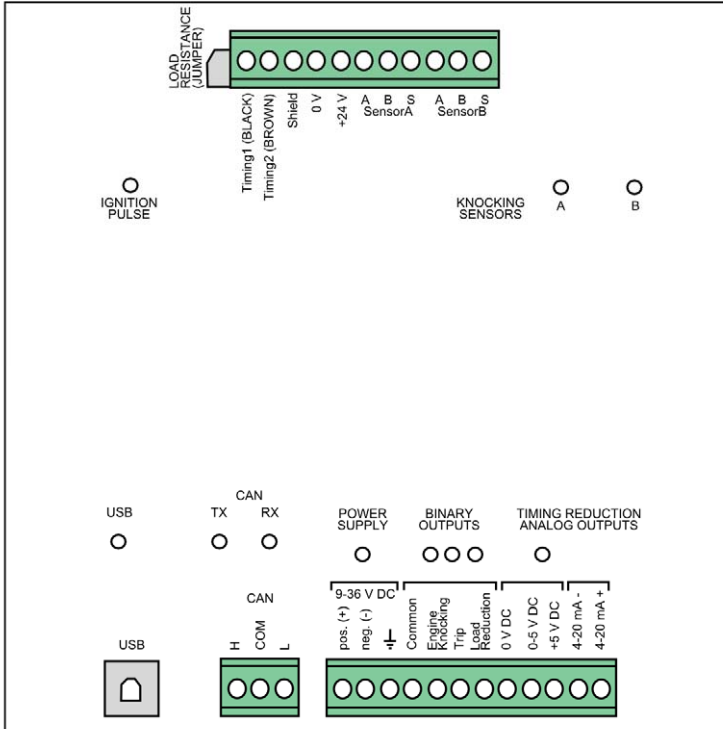 LOAD
RESISTANCE
(JUMPER)
Timing1 (BLACK)
Timing2 (BROWN)
Shield
0 V
+24 V
A B S
SensorA
A B S
SensorB
IGNITION
PULSE
KNOCKING
SENSORS
A
B
USB
CAN
TX RX
POWER
SUPPLY
BINARY
OUTPUTS
TIMING REDUCTION
ANALOG OUTPUTS
CAN
H
COM
L
USB
9-36 V DC
pos. (+)
neg. (-)
Common
Engine
Knocking
Trip
Load
Reduction
0 V DC
0-5 V DC
+5 V DC
4-20 mA -
4-20 mA +